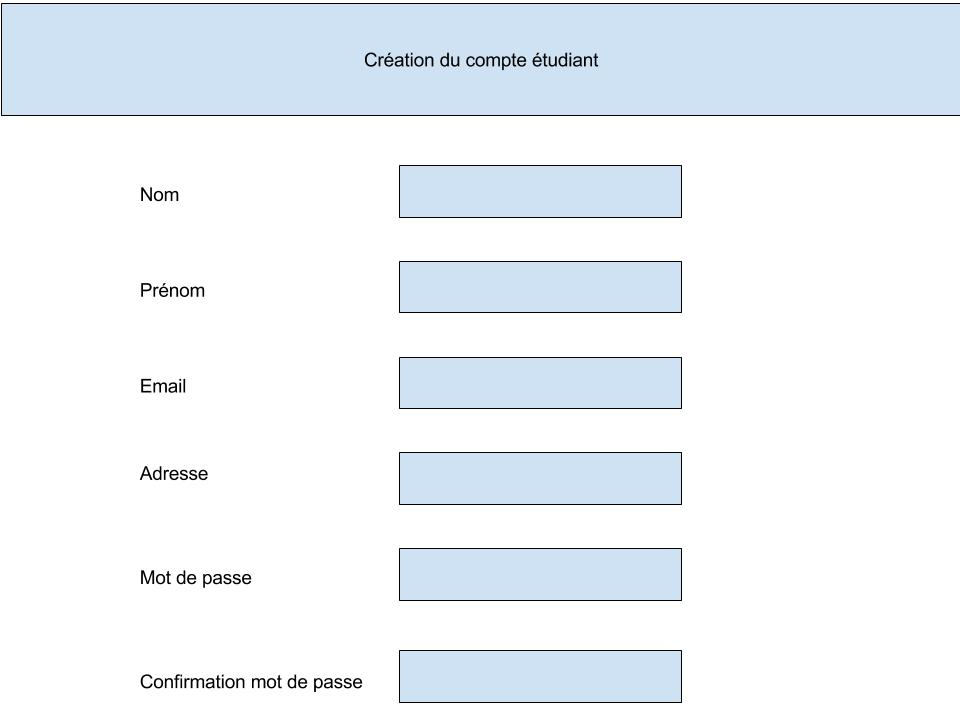 Création du compte étudiant
Nom
Prénom
Email
Adresse
Mot de passe
Confirmation mot de passe